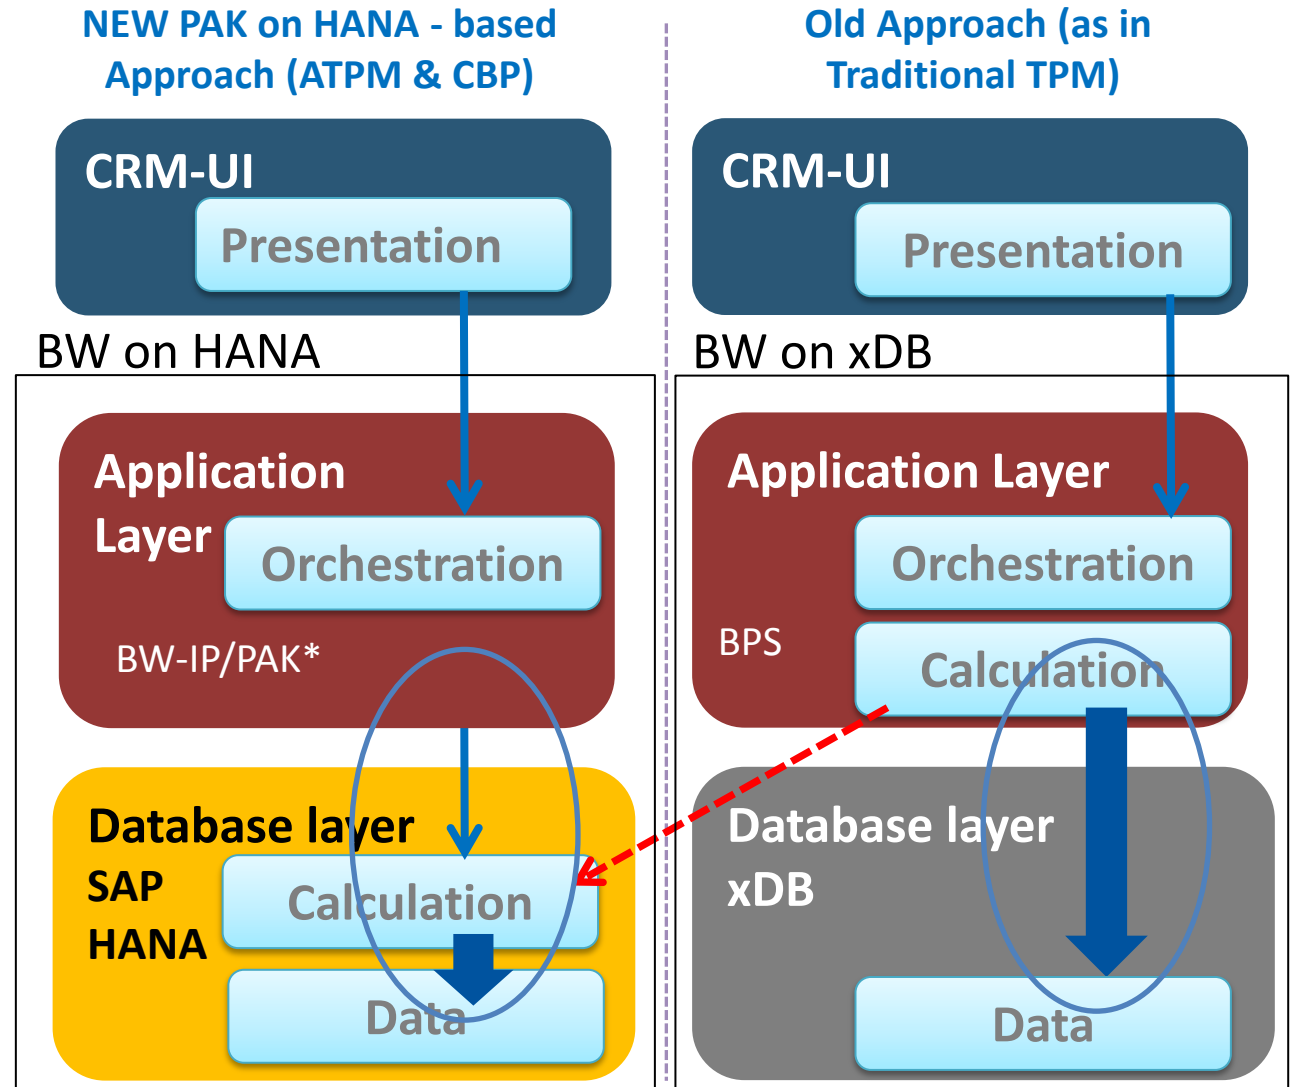 NEW PAK on HANA - based
Approach (ATPM & CBP)
CRM-UI
Presentation
BW on HANA
Application
Layer
Orchestration
BW-IP/PAK*
Database layer
SAP
HANA
Calculation
Data
Old Approach (as in
Traditional TPM)
CRM-UI
Presentation
BW on xDB
Application Layer
Orchestration
BPS
Calculation
Database layer
xDB
Data